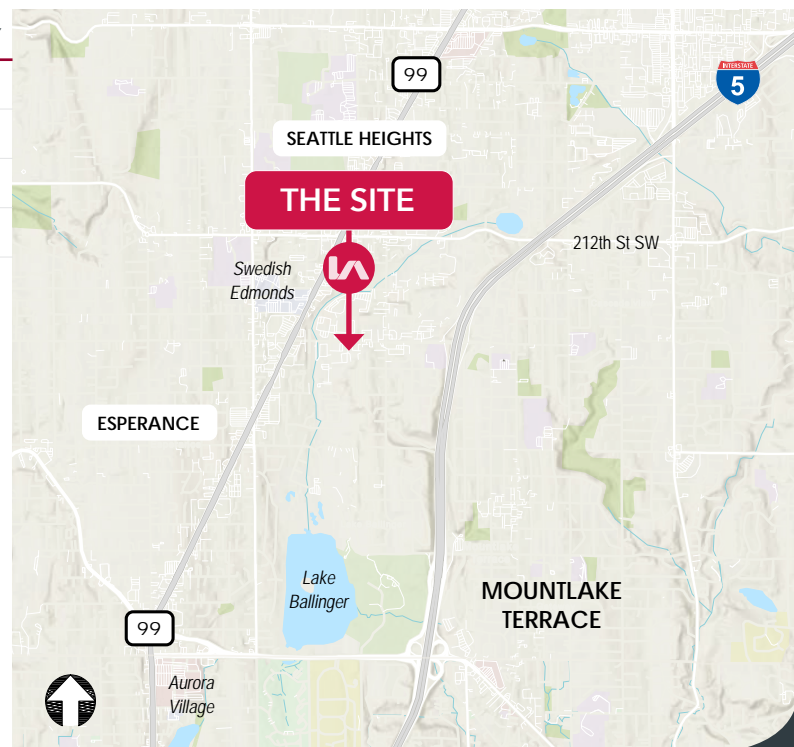 99
INTERSTATE
5
SEATTLE HEIGHTS
THE SITE
212th St SW
Swedish
Edmonds
ESPERANCE
Lake
Ballinger
MOUNTLAKE
TERRACE
99
Aurora
Village